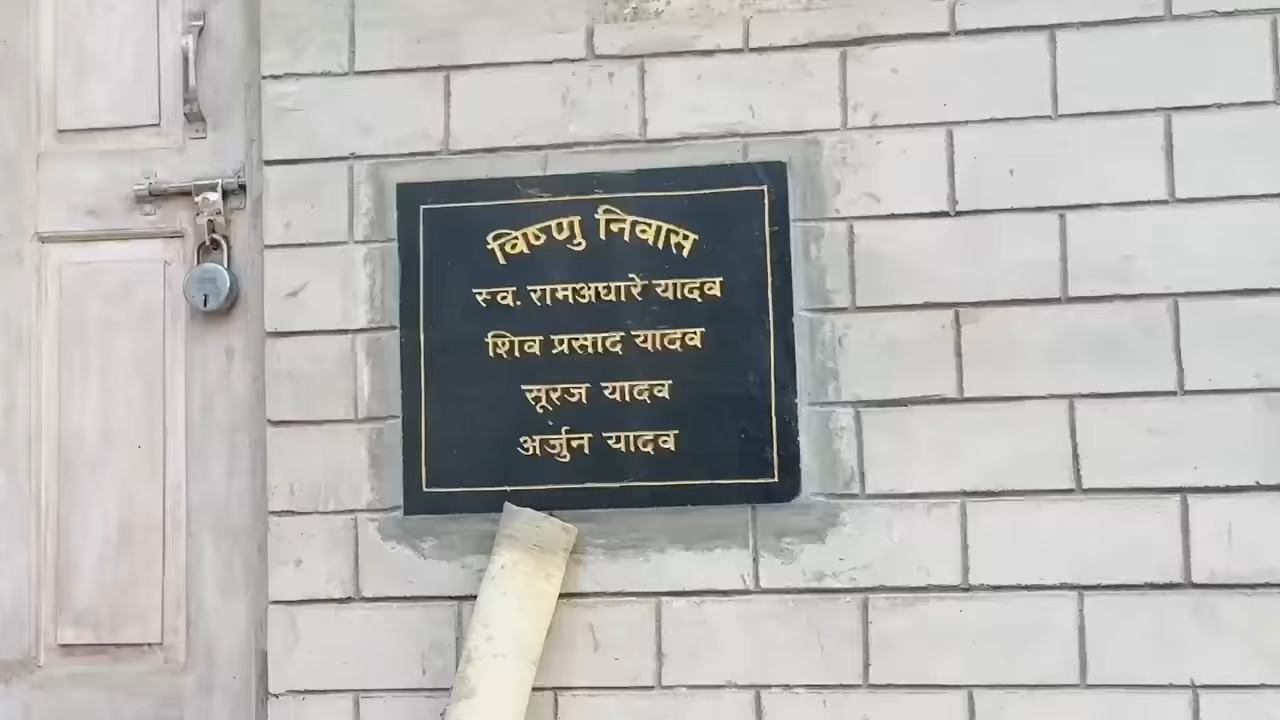 विष्णु निवास
स्व. रामअधारे यादव
शिव प्रसाद यादव
सूरज यादव
अर्जुन यादव